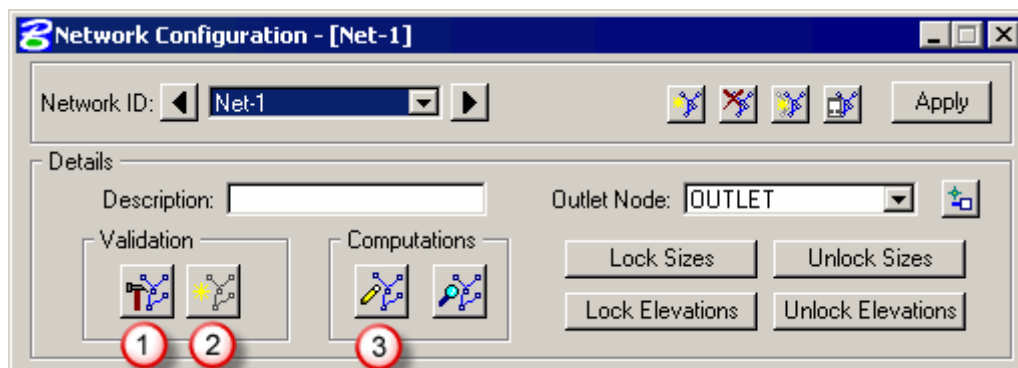 Network Configuration - [Net-1]
Network ID: Net-1 Apply
Details
Description: Outlet Node: OUTLET
Validation Computations
Lock Sizes Unlock Sizes
Lock Elevations Unlock Elevations
1 2 3